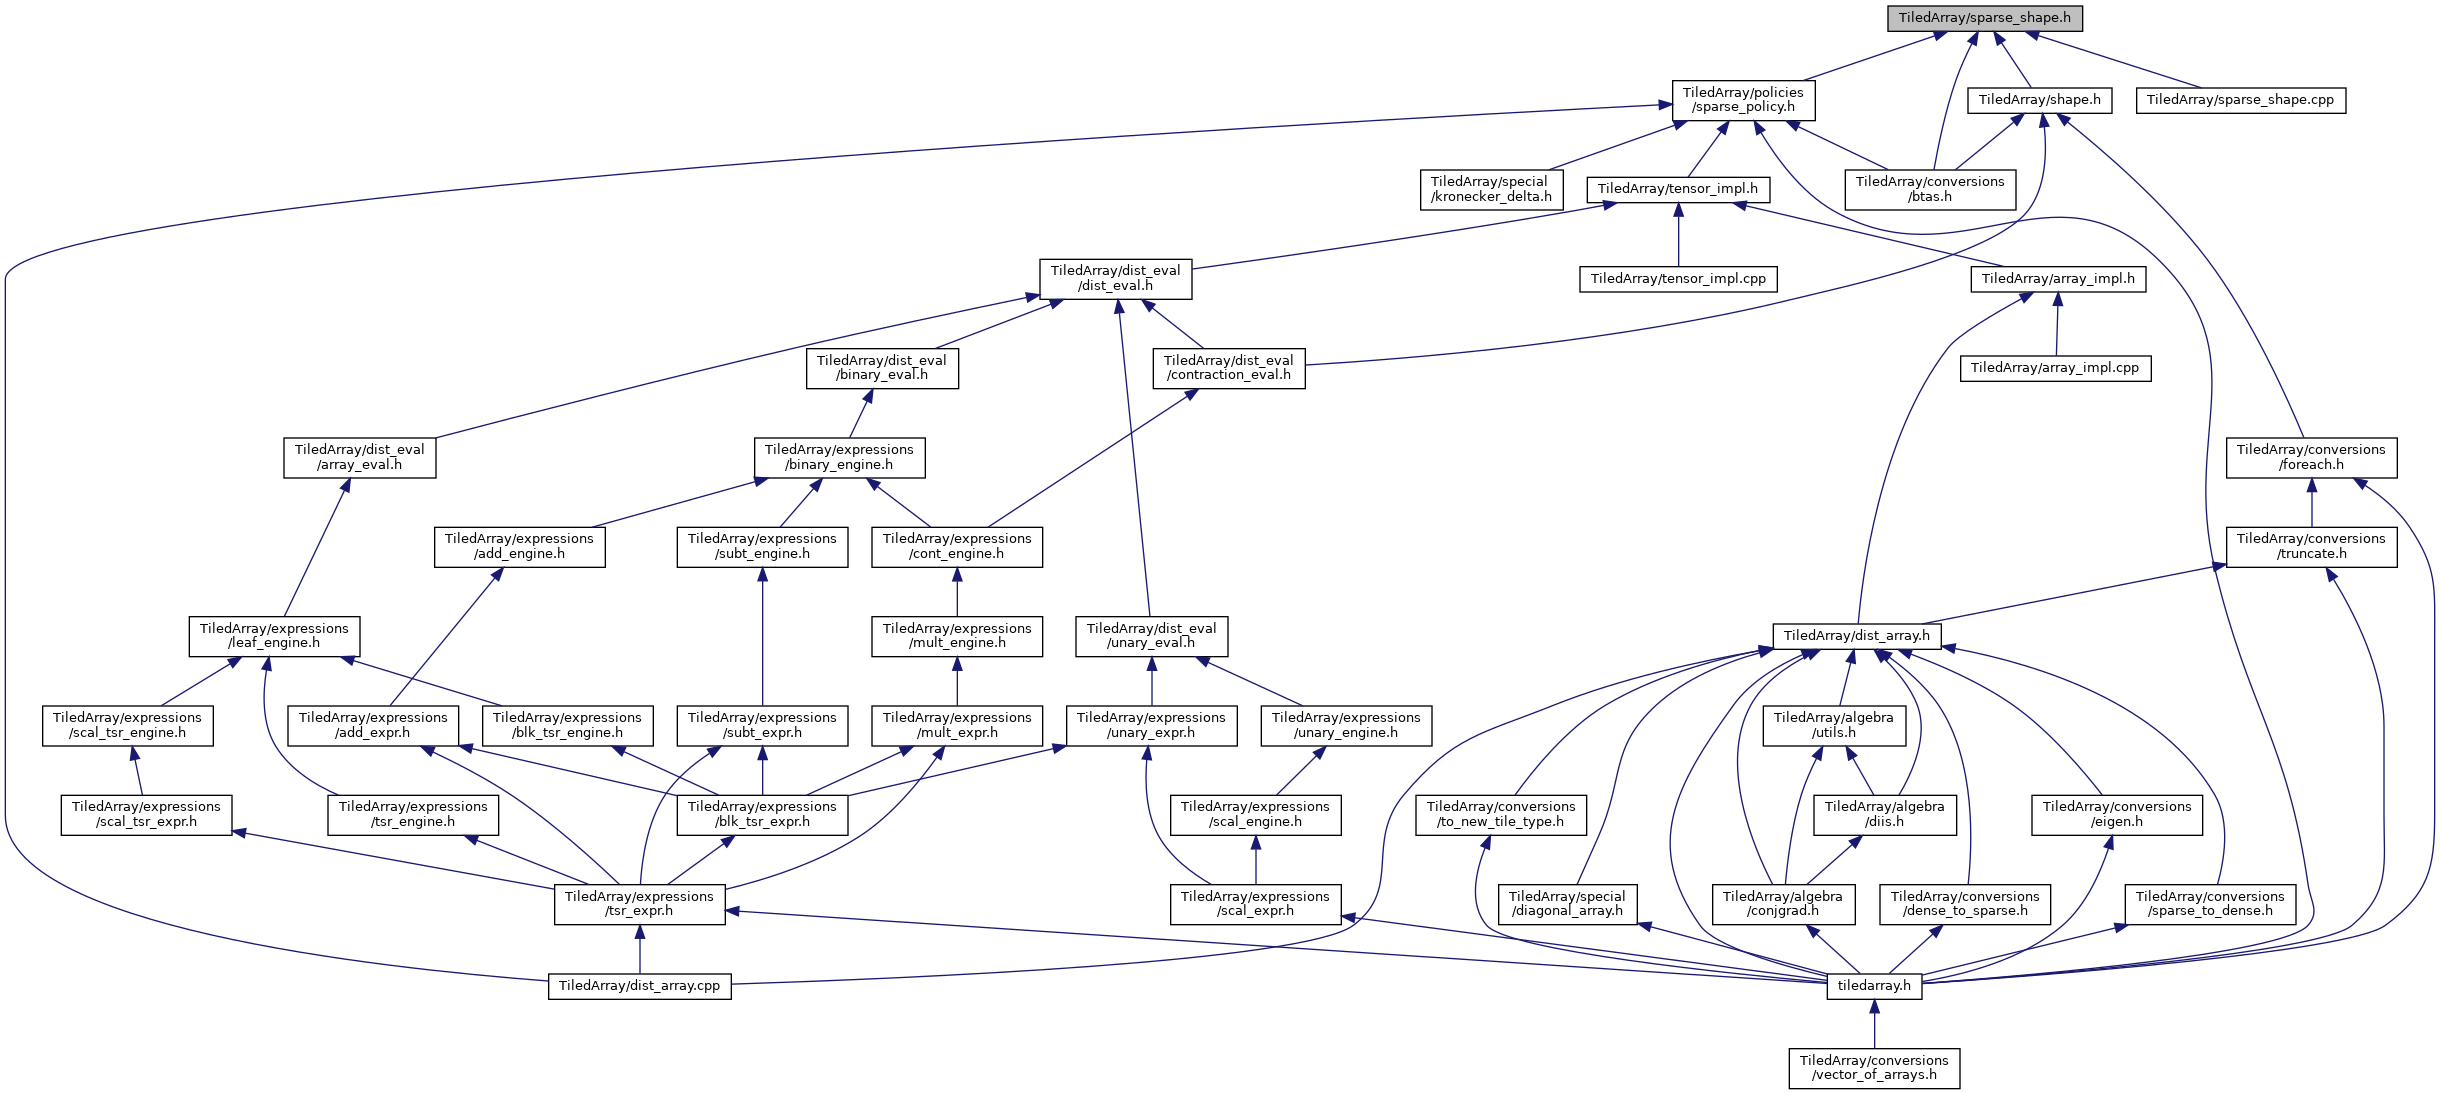 TiledArray/sparse_shape.h
TiledArray/policies
/sparse_policy.h
TiledArray/shape.h
TiledArray/sparse_shape.cpp
TiledArray/special
/kronecker_delta.h
TiledArray/tensor_impl.h
TiledArray/conversions
/btas.h
TiledArray/dist_eval
/dist_eval.h
TiledArray/tensor_impl.cpp
TiledArray/array_impl.h
TiledArray/dist_eval
/binary_eval.h
TiledArray/dist_eval
/contraction_eval.h
TiledArray/array_impl.cpp
TiledArray/dist_eval
/array_eval.h
TiledArray/expressions
/binary_engine.h
TiledArray/conversions
/foreach.h
TiledArray/expressions
/add_engine.h
TiledArray/expressions
/subt_engine.h
TiledArray/expressions
/cont_engine.h
TiledArray/conversions
/truncate.h
TiledArray/expressions
/leaf_engine.h
TiledArray/expressions
/mult_engine.h
TiledArray/dist_eval
/unary_eval.h
TiledArray/dist_array.h
TiledArray/expressions
/scal_tsr_engine.h
TiledArray/expressions
/add_expr.h
TiledArray/expressions
/blk_tsr_engine.h
TiledArray/expressions
/subt_expr.h
TiledArray/expressions
/mult_expr.h
TiledArray/expressions
/unary_expr.h
TiledArray/expressions
/unary_engine.h
TiledArray/algebra
/utils.h
TiledArray/expressions
/scal_tsr_expr.h
TiledArray/expressions
/tsr_engine.h
TiledArray/expressions
/blk_tsr_expr.h
TiledArray/expressions
/scal_engine.h
TiledArray/conversions
/to_new_tile_type.h
TiledArray/algebra
/diis.h
TiledArray/conversions
/eigen.h
TiledArray/expressions
/tsr_expr.h
TiledArray/expressions
/scal_expr.h
TiledArray/special
/diagonal_array.h
TiledArray/algebra
/conjgrad.h
TiledArray/conversions
/dense_to_sparse.h
TiledArray/conversions
/sparse_to_dense.h
TiledArray/dist_array.cpp
tiledarray.h
TiledArray/conversions
/vector_of_arrays.h